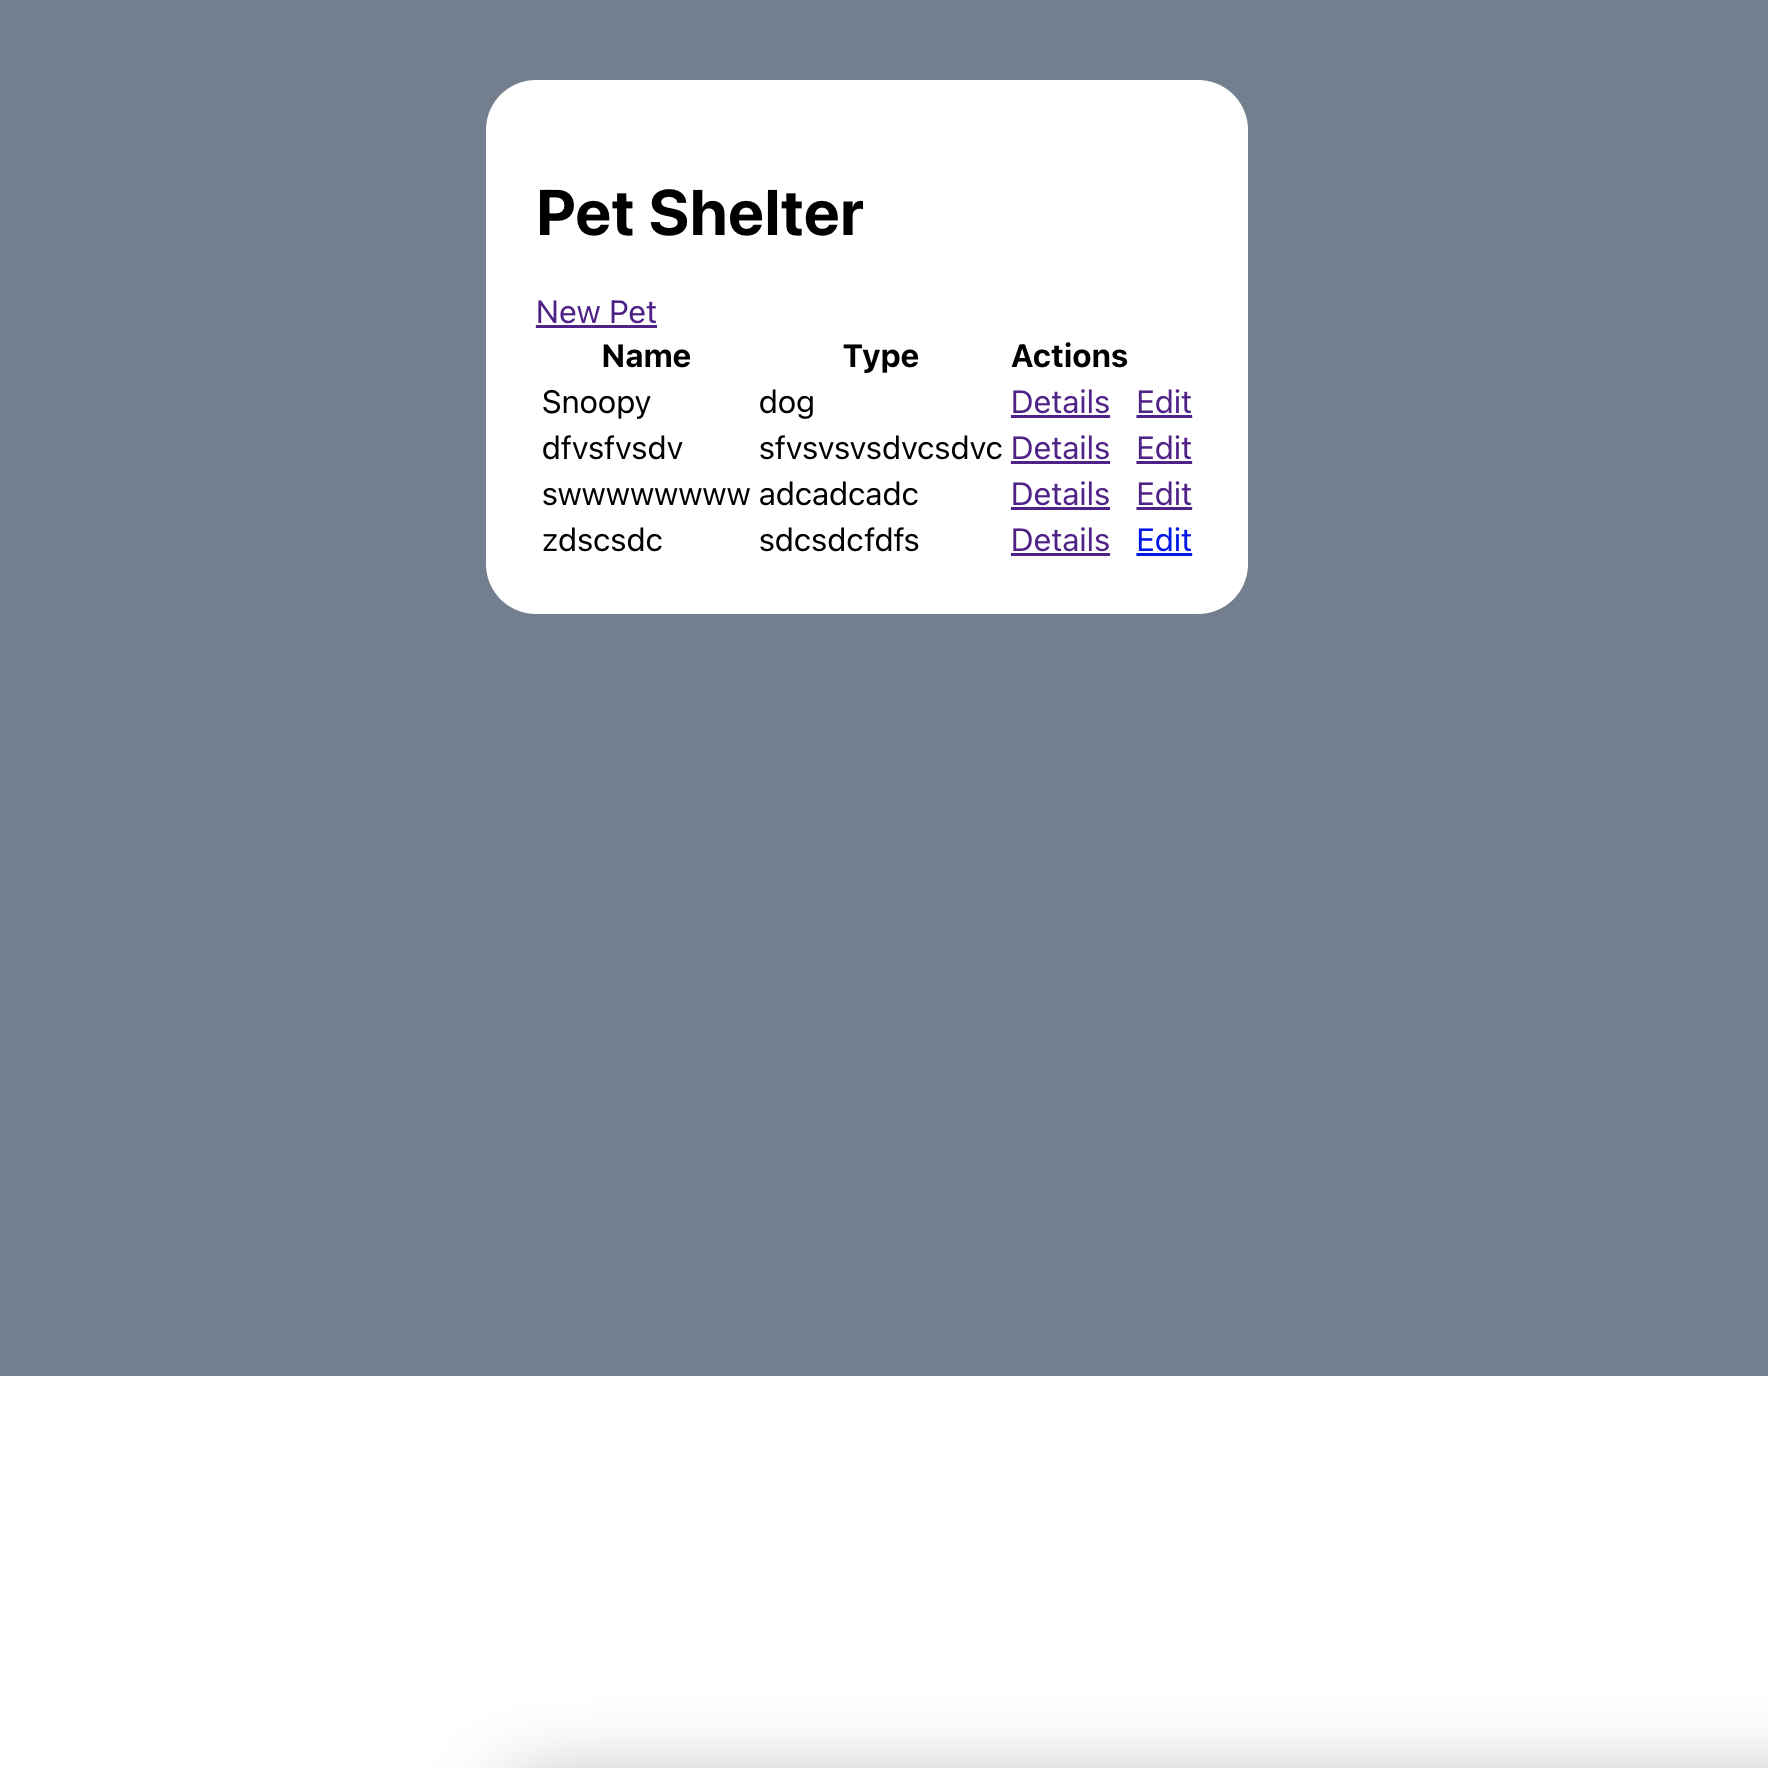 Pet Shelter
New Pet
Name Type Actions
Snoopy dog Details Edit
dfvsfvsdv sfvsvsvsdvcsdvc Details Edit
swwwwwwww adcadcadc Details Edit
zdscsdc sdcsdcfdfs Details Edit